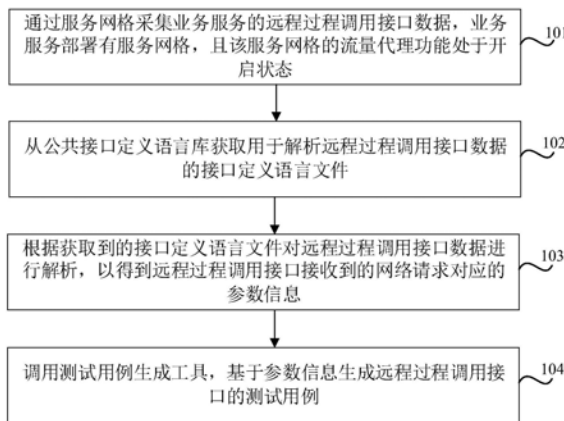 通过服务网格采集业务服务的远程过程调用接口数据，业务
服务部署有服务网格，且该服务网格的流量代理功能处于开
启状态
101
从公共接口定义语言库获取用于解析远程过程调用接口数据
的接口定义语言文件
102
根据获取到的接口定义语言文件对远程过程调用接口数据进
行解析，以得到远程过程调用接口接收到的网络请求对应的
参数信息
103
调用测试用例生成工具，基于参数信息生成远程过程调用接
口的测试用例
104